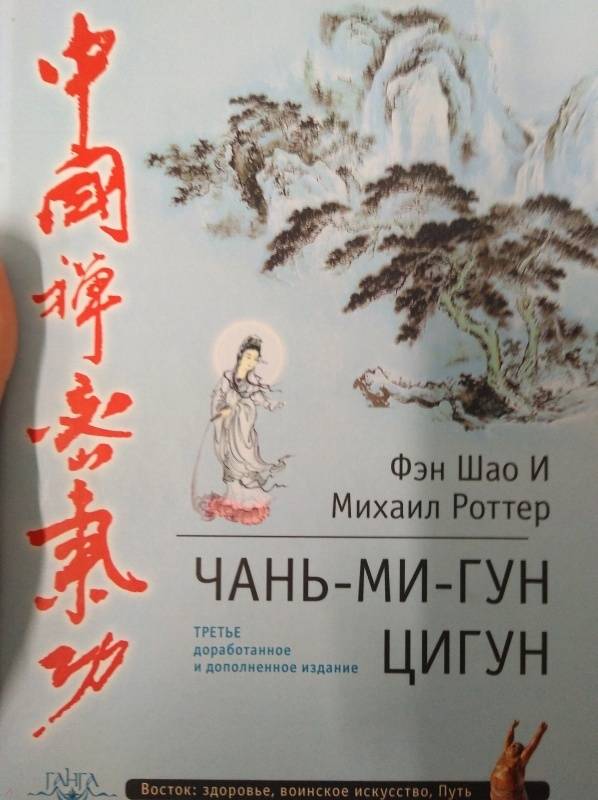 中國禪密氣功
Фэн Шао И
Михаил Роттер
ЧАНЬ-МИ-ГУН
ЦИГУН
ТРЕТЬЕ
доработанное
и дополненное издание
ГАНГА
Восток: здоровье, воинское искусство, Путь